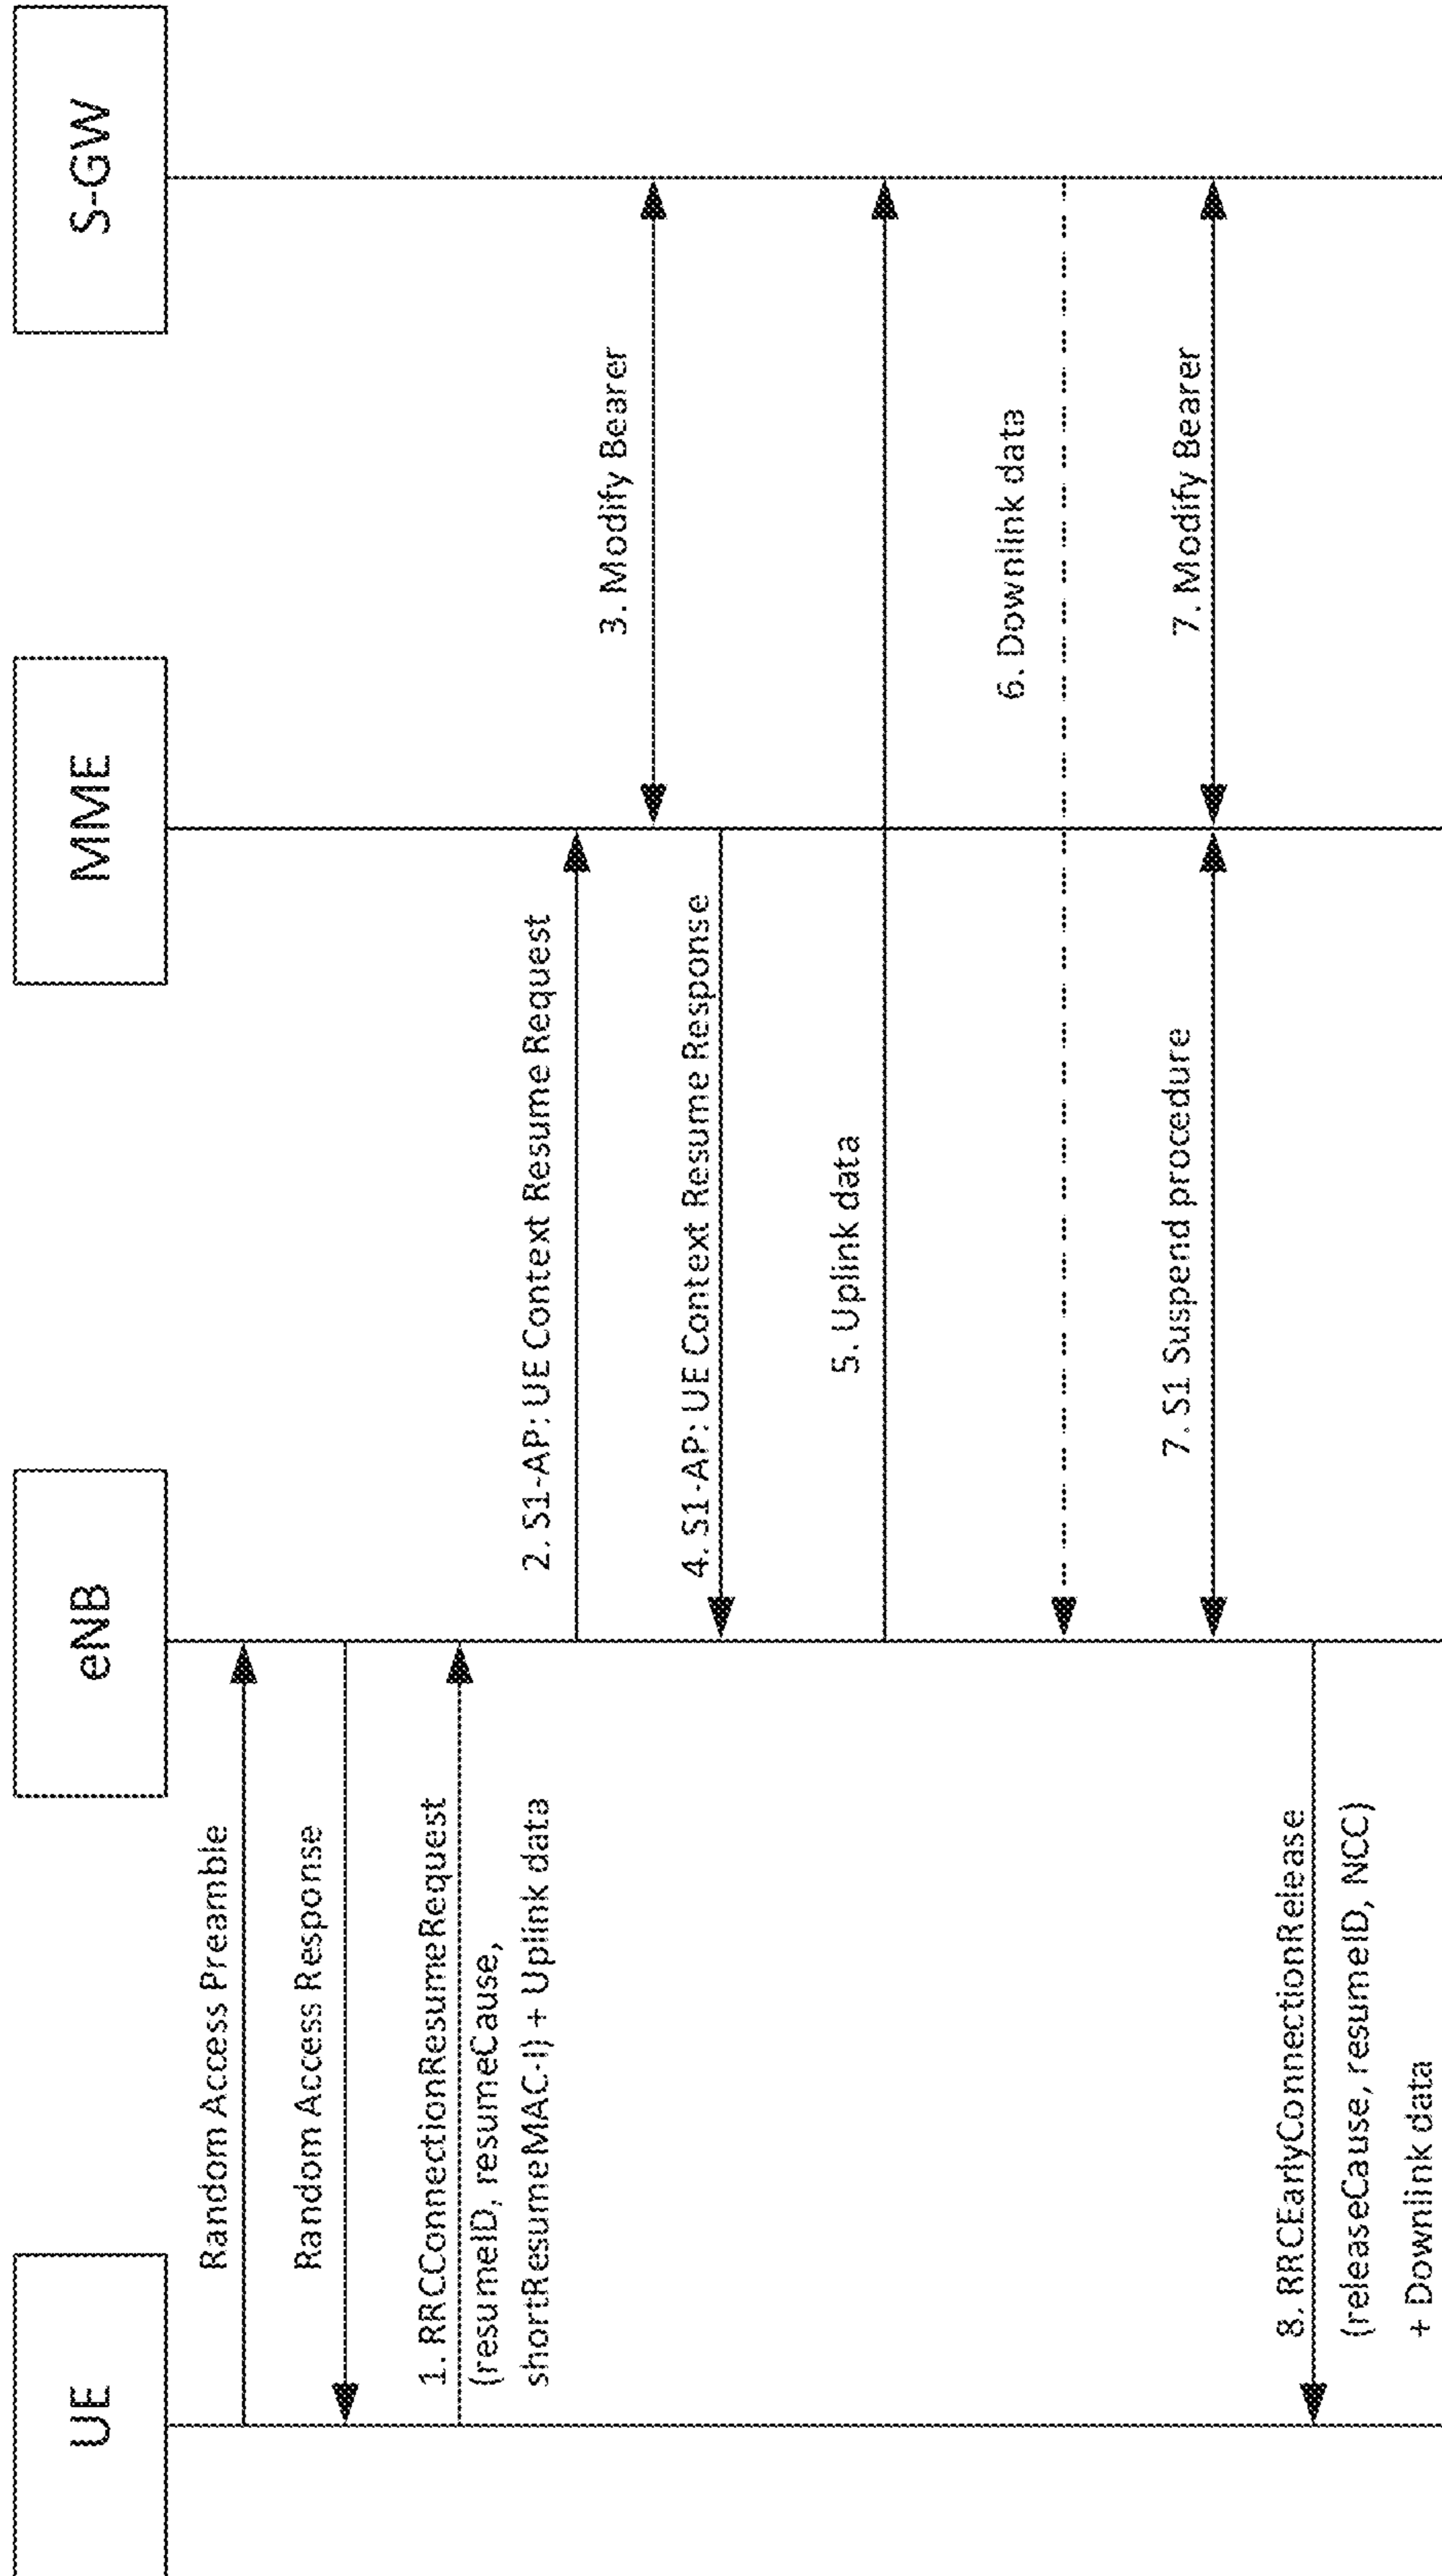 UE
eNB
MME
S-GW
Random Access Preamble
Random Access Response
1. RRCConnectionResumeRequest
(resumeID, resumeCause,
shortResumeMAC-I) + Uplink data
2. S1-AP: UE Context Resume Request
3. Modify Bearer
4. S1-AP: UE Context Resume Response
5. Uplink data
6. Downlink data
7. S1 Suspend procedure
7. Modify Bearer
8. RRCEarlyConnectionRelease
(releaseCause, resumeID, NCC)
+ Downlink data